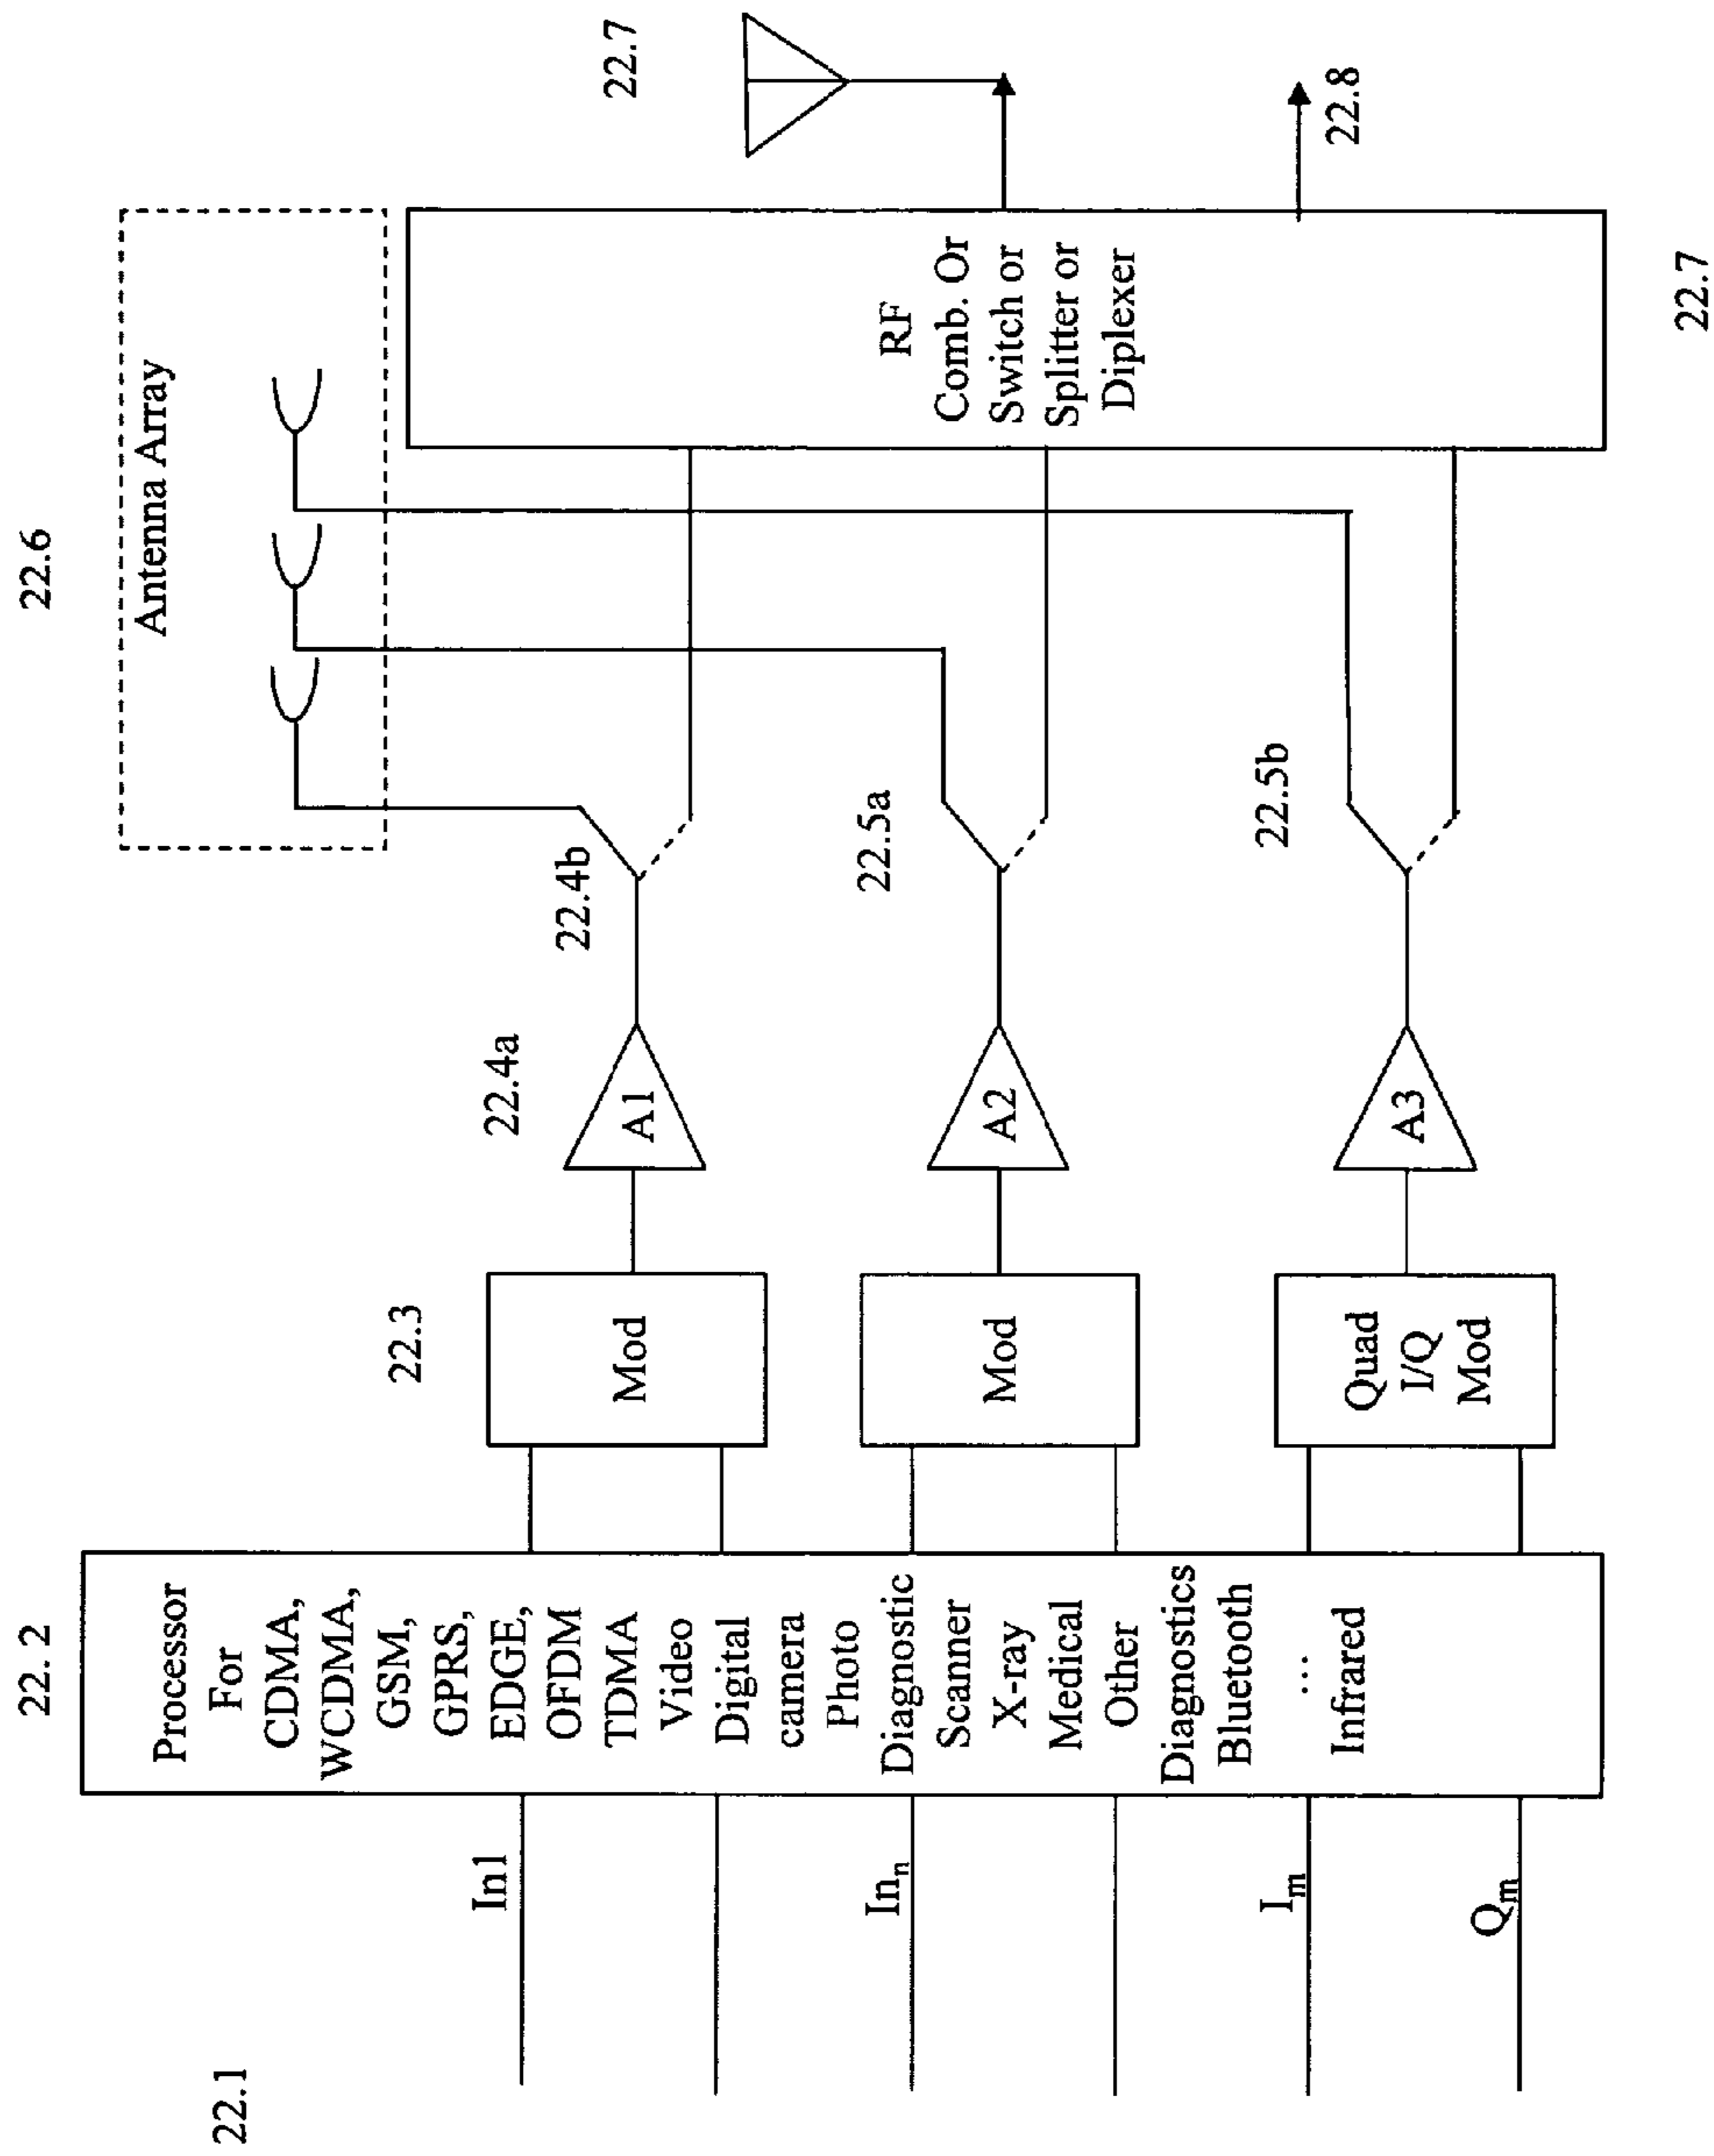 22.1
In1
Inn
Im
Qm
22. 2
Processor
For
CDMA,
WCDMA,
GSM,
GPRS,
EDGE,
OFDM
TDMA
Video
Digital
camera
Photo
Diagnostic
Scanner
X-ray
Medical
Other
Diagnostics
Bluetooth
...
Infrared
22.3
Mod
Mod
Quad
I/Q
Mod
22.4a
A1
A2
A3
22.4b
22.5a
22.5b
22.6
Antenna Array
RF
Comb. Or
Switch or
Splitter or
Diplexer
22.7
22.7
22.8